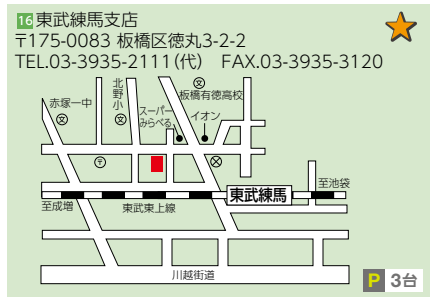 16 東武練馬支店
〒175-0083 板橋区徳丸3-2-2
TEL.03-3935-2111（代） FAX.03-3935-3120
北野小
文
板橋有徳高校
赤塚一中
文
文
スーパー
みらべる
イオン
〒
至池袋
東武練馬
至成増
東武東上線
川越街道
P 3台